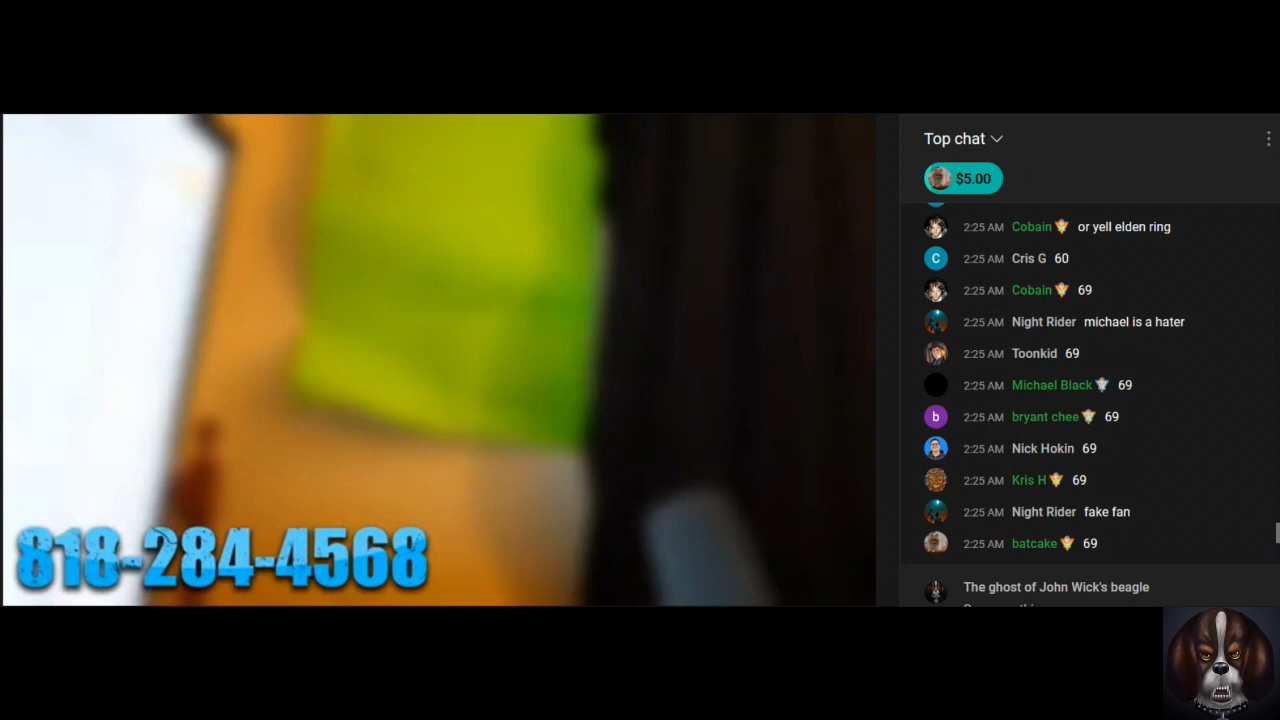 Top chat
$5.00
2:25 AM Cobain or yell elden ring
C 2:25 AM Cris G 60
2:25 AM Cobain 69
2:25 AM Night Rider michael is a hater
2:25 AM Toonkid 69
2:25 AM Michael Black 69
b 2:25 AM bryant chee 69
2:25 AM Nick Hokin 69
2:25 AM Kris H 69
2:25 AM Night Rider fake fan
2:25 AM batcake 69
The ghost of John Wick's beagle
818-284-4568